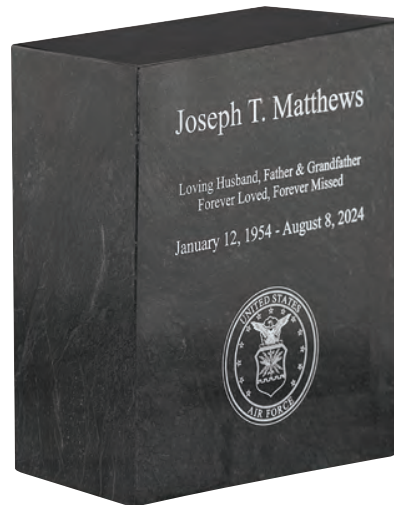 Joseph T. Matthews
Loving Husband, Father & Grandfather
Forever Loved, Forever Missed
January 12, 1954 - August 8, 2024
UNITED STATES
AIR FORCE